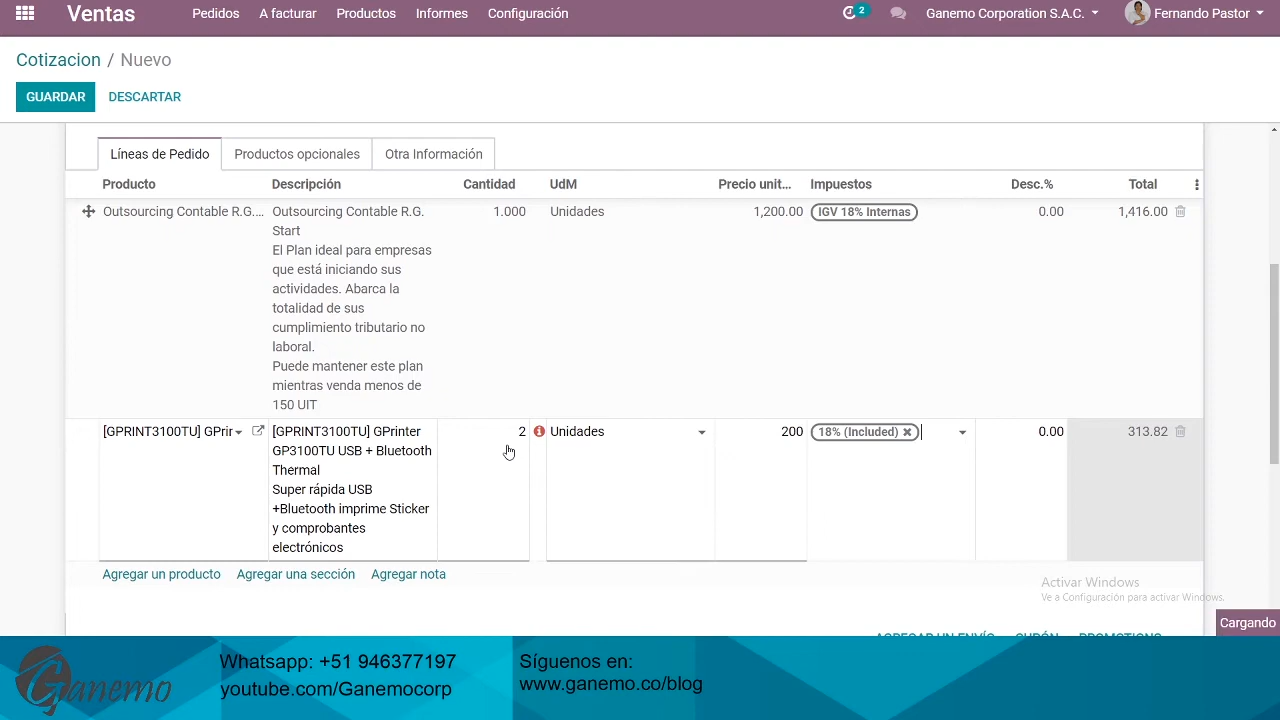 Ventas Pedidos A facturar Productos Informes Configuración 2 Ganemo Corporation S.A.C. Fernando Pastor
Cotizacion / Nuevo
GUARDAR DESCARTAR
Líneas de Pedido Productos opcionales Otra Información
Producto Descripción Cantidad UdM Precio unit... Impuestos Desc.% Total
Outsourcing Contable R.G.... Outsourcing Contable R.G. 1.000 Unidades 1,200.00 IGV 18% Internas 0.00 1,416.00
Start
El Plan ideal para empresas
que está iniciando sus
actividades. Abarca la
totalidad de sus
cumplimiento tributario no
laboral.
Puede mantener este plan
mientras venda menos de
150 UIT
[GPRINT3100TU] GPrir [GPRINT3100TU] GPrinter 2 Unidades 200 18% (Included) 0.00 313.82
GP3100TU USB + Bluetooth
Thermal
Super rápida USB
+Bluetooth imprime Sticker
y comprobantes
electrónicos
Agregar un producto Agregar una sección Agregar nota
Activar Windows
Ve a Configuración para activar Windows.
Cargando
AGREGAR UN ENVÍO CUPÓN PROMOTIONS
Ganemo
Whatsapp: +51 946377197
youtube.com/Ganemocorp
Síguenos en:
www.ganemo.co/blog